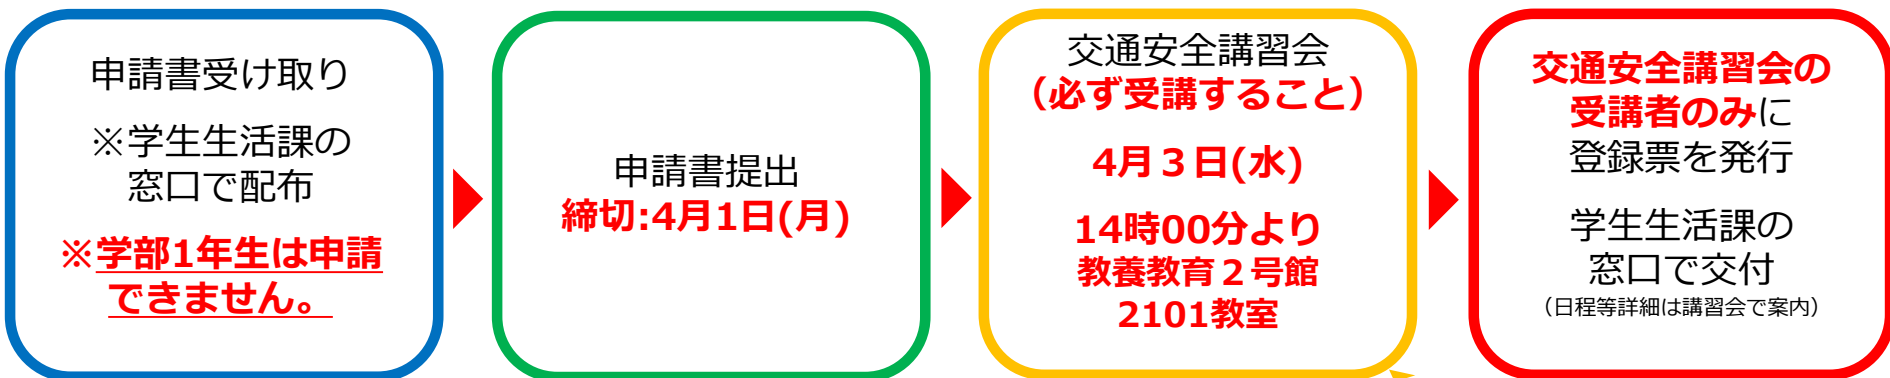 申請書受け取り
※学生生活課の
窓口で配布
※学部1年生は申請
できません。
申請書提出
締切:4月1日(月)
交通安全講習会
（必ず受講すること）
4月３日(水)
14時00分より
教養教育２号館
2101教室
交通安全講習会の
受講者のみに
登録票を発行
学生生活課の
窓口で交付
（日程等詳細は講習会で案内）